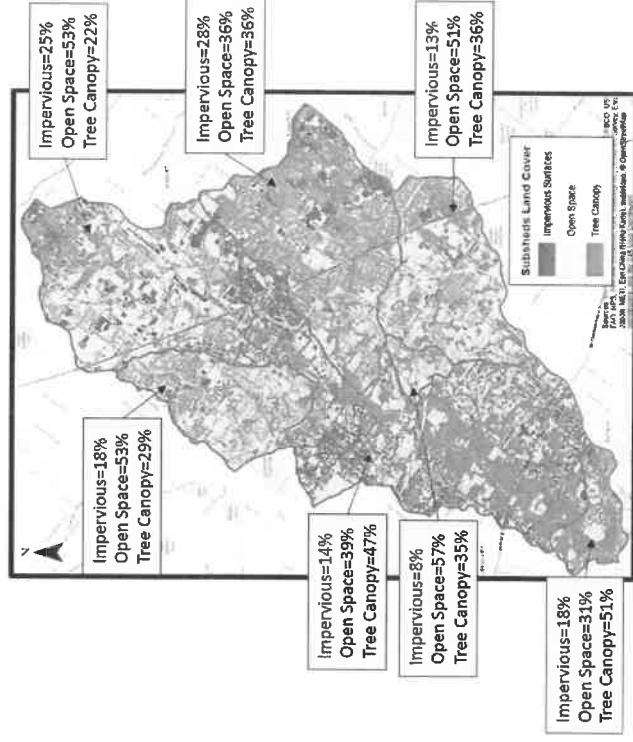 Impervious=25%
Open Space=53%
Tree Canopy=22%
Impervious=28%
Open Space=36%
Tree Canopy=36%
Impervious=13%
Open Space=51%
Tree Canopy=36%
Impervious=18%
Open Space=53%
Tree Canopy=29%
Impervious=14%
Open Space=39%
Tree Canopy=47%
Impervious=8%
Open Space=57%
Tree Canopy=35%
Impervious=18%
Open Space=31%
Tree Canopy=51%
N
Subsheds Land Cover
Impervious Surfaces
Open Space
Tree Canopy